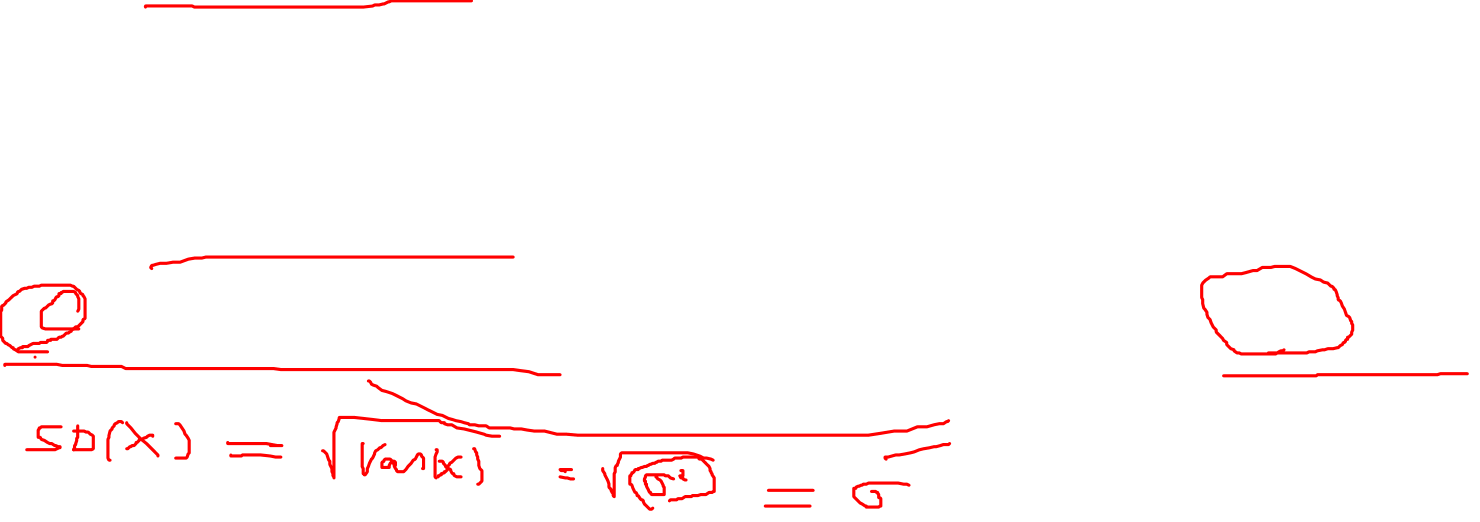 SD(X) = √Var(X) = √σ² = σ